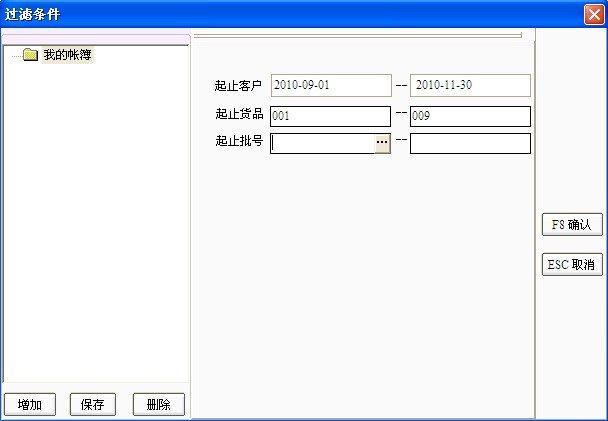 过滤条件
我的帐簿
起止客户 2010-09-01 -- 2010-11-30
起止货品 001 -- 009
起止批号 ... --
F8 确认
ESC 取消
增加 保存 删除